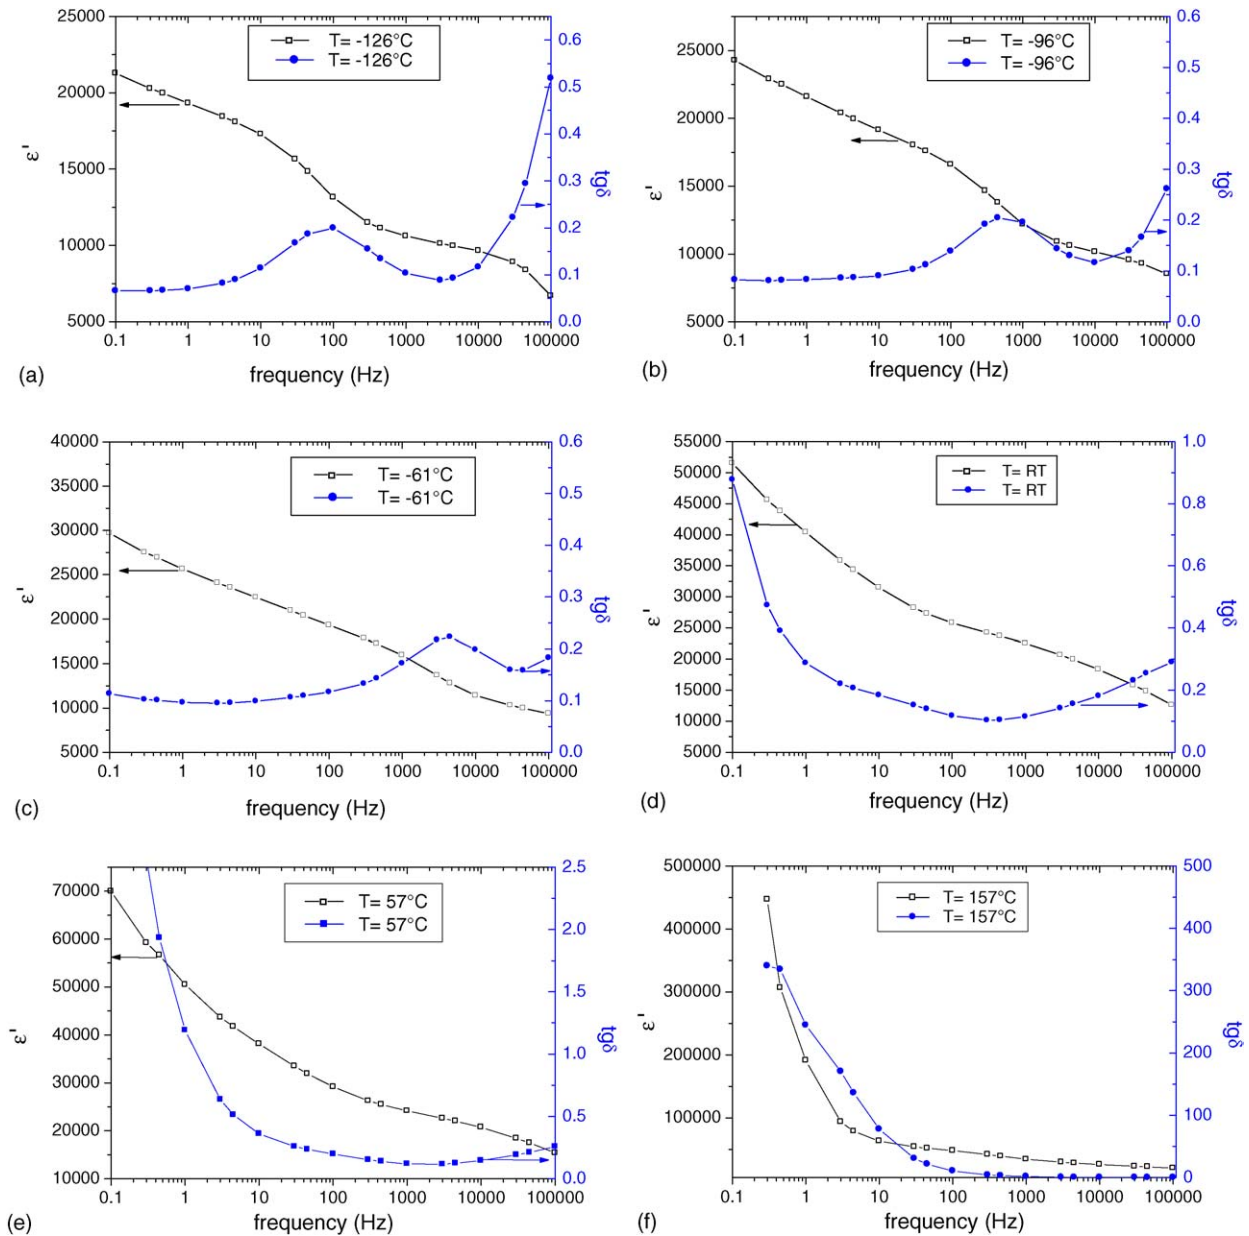 T= -126°C
T= -126°C
25000
20000
15000
10000
5000
ε'
0.6
0.5
0.4
0.3
0.2
0.1
0.0
tgδ
0.1 1 10 100 1000 10000 100000
(a)
frequency (Hz)
T= -96°C
T= -96°C
25000
20000
15000
10000
5000
ε'
0.6
0.5
0.4
0.3
0.2
0.1
0.0
tgδ
0.1 1 10 100 1000 10000 100000
(b)
frequency (Hz)
T= -61°C
T= -61°C
40000
35000
30000
25000
20000
15000
10000
5000
ε'
0.6
0.5
0.4
0.3
0.2
0.1
0.0
tgδ
0.1 1 10 100 1000 10000 100000
(c)
frequency (Hz)
T= RT
T= RT
55000
50000
45000
40000
35000
30000
25000
20000
15000
10000
5000
ε'
1.0
0.8
0.6
0.4
0.2
0.0
tgδ
0.1 1 10 100 1000 10000 100000
(d)
frequency (Hz)
T= 57°C
T= 57°C
70000
60000
50000
40000
30000
20000
10000
ε'
2.5
2.0
1.5
1.0
0.5
0.0
tgδ
0.1 1 10 100 1000 10000 100000
(e)
frequency (Hz)
T= 157°C
T= 157°C
500000
400000
300000
200000
100000
ε'
500
400
300
200
100
0
tgδ
0.1 1 10 100 1000 10000 100000
(f)
frequency (Hz)